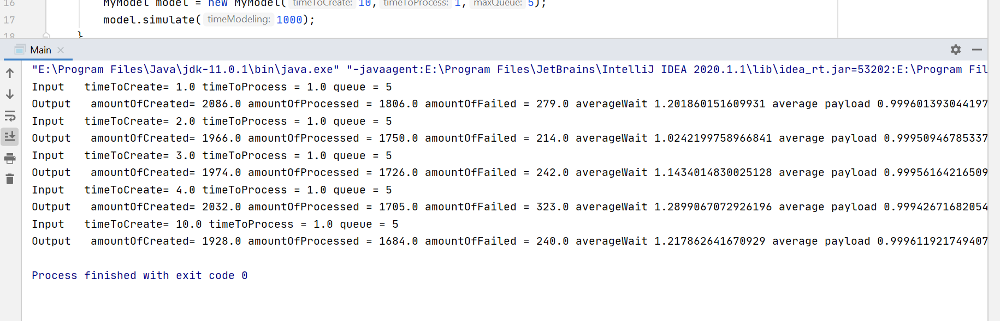 16 MyModel model = new MyModel( timeToCreate: 10, timeToProcess: 1, maxQueue: 5);
17 model.simulate( timeModeling: 1000);
18 }
Main
"E:\Program Files\Java\jdk-11.0.1\bin\java.exe" "-javaagent:E:\Program Files\JetBrains\IntelliJ IDEA 2020.1.1\lib\idea_rt.jar=53202:E:\Program Fil
Input   timeToCreate= 1.0 timeToProcess = 1.0 queue = 5
Output   amountOfCreated= 2086.0 amountOfProcessed = 1806.0 amountOfFailed = 279.0 averageWait 1.201860151609931 average payload 0.999601393044197
Input   timeToCreate= 2.0 timeToProcess = 1.0 queue = 5
Output   amountOfCreated= 1966.0 amountOfProcessed = 1750.0 amountOfFailed = 214.0 averageWait 1.0242199758966841 average payload 0.99950946785337
Input   timeToCreate= 3.0 timeToProcess = 1.0 queue = 5
Output   amountOfCreated= 1974.0 amountOfProcessed = 1726.0 amountOfFailed = 242.0 averageWait 1.1434014830025128 average payload 0.99956164216509
Input   timeToCreate= 4.0 timeToProcess = 1.0 queue = 5
Output   amountOfCreated= 2032.0 amountOfProcessed = 1705.0 amountOfFailed = 323.0 averageWait 1.2899067072926196 average payload 0.99942671682054
Input   timeToCreate= 10.0 timeToProcess = 1.0 queue = 5
Output   amountOfCreated= 1928.0 amountOfProcessed = 1684.0 amountOfFailed = 240.0 averageWait 1.217862641670929 average payload 0.999611921749407
Process finished with exit code 0